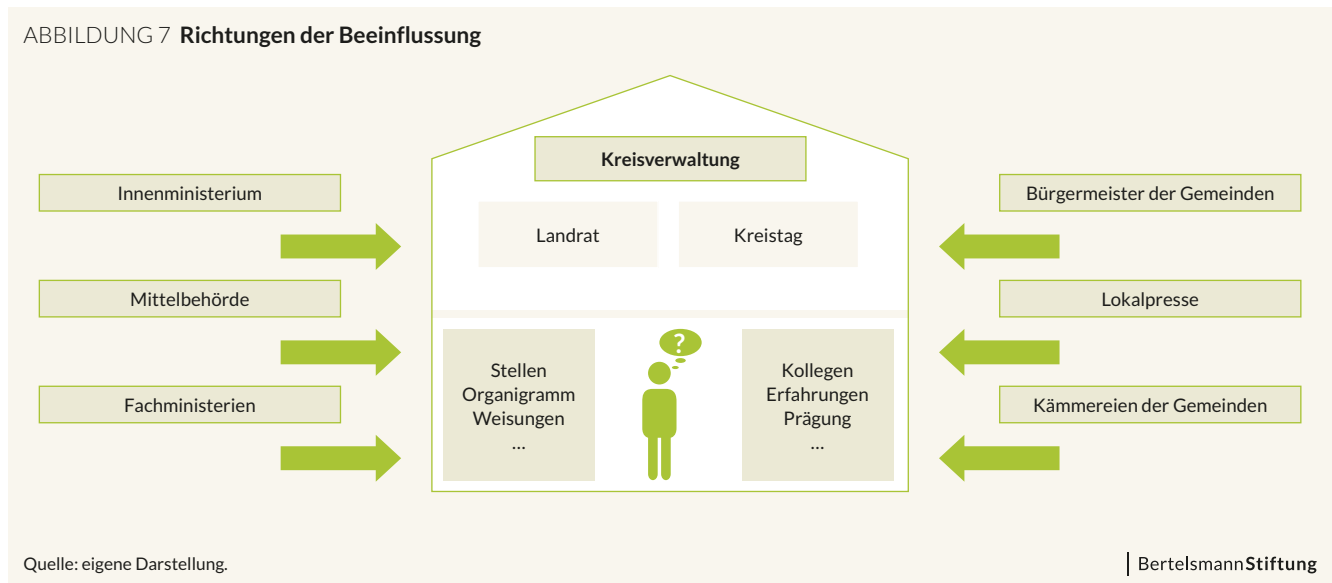 ABBILDUNG 7 Richtungen der Beeinflussung
Kreisverwaltung
Innenministerium
Bürgermeister der Gemeinden
Landrat
Kreistag
Mittelbehörde
Lokalpresse
?
Stellen
Organigramm
Weisungen
...
Kollegen
Erfahrungen
Prägung
...
Fachministerien
Kämmereien der Gemeinden
Quelle: eigene Darstellung.
BertelsmannStiftung